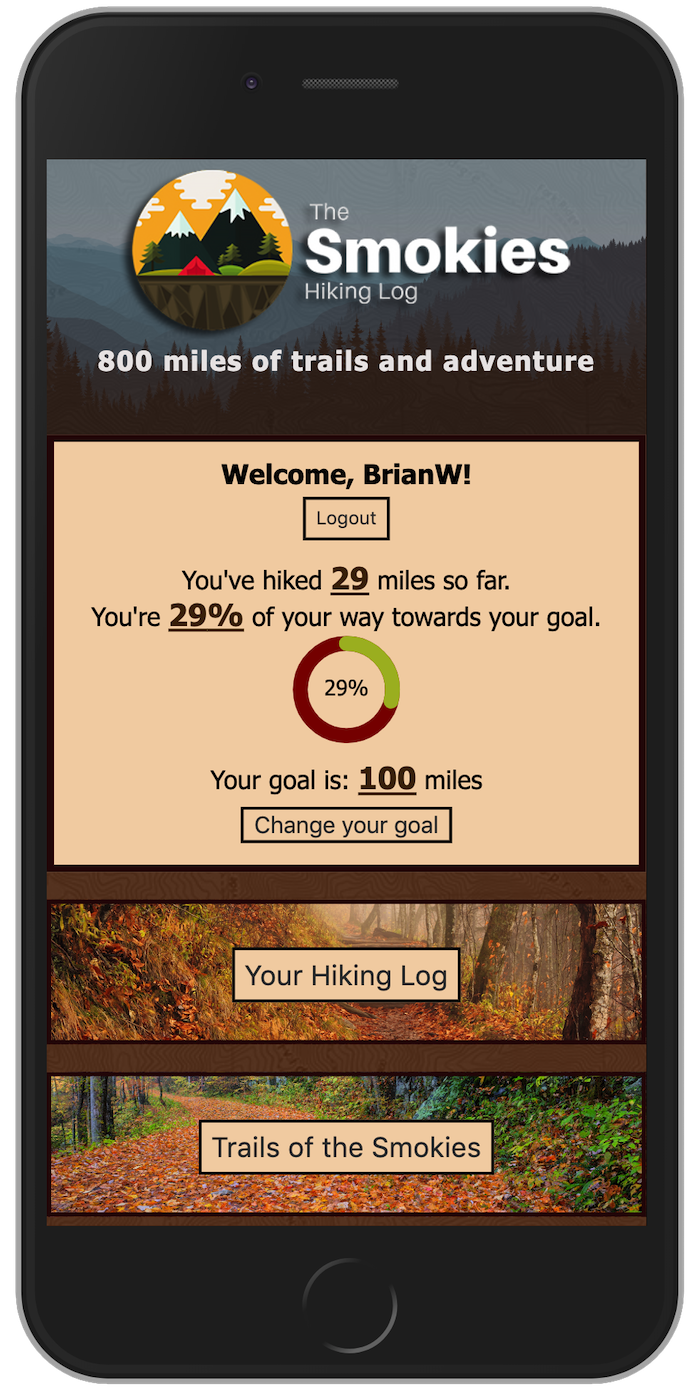 The
Smokies
Hiking Log
800 miles of trails and adventure
Welcome, BrianW!
Logout
You've hiked 29 miles so far.
You're 29% of your way towards your goal.
29%
Your goal is: 100 miles
Change your goal
Your Hiking Log
Trails of the Smokies